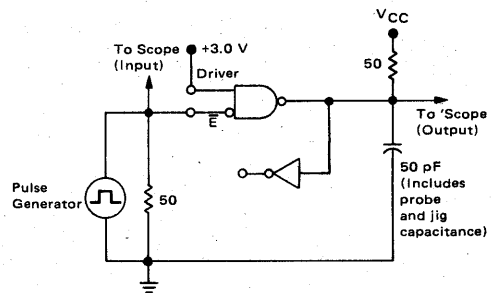 VCC
To Scope
(Input)
+3.0 V
Driver
50
E
To 'Scope
(Output)
50 pF
(Includes
probe
and jig
capacitance)
Pulse
Generator
50